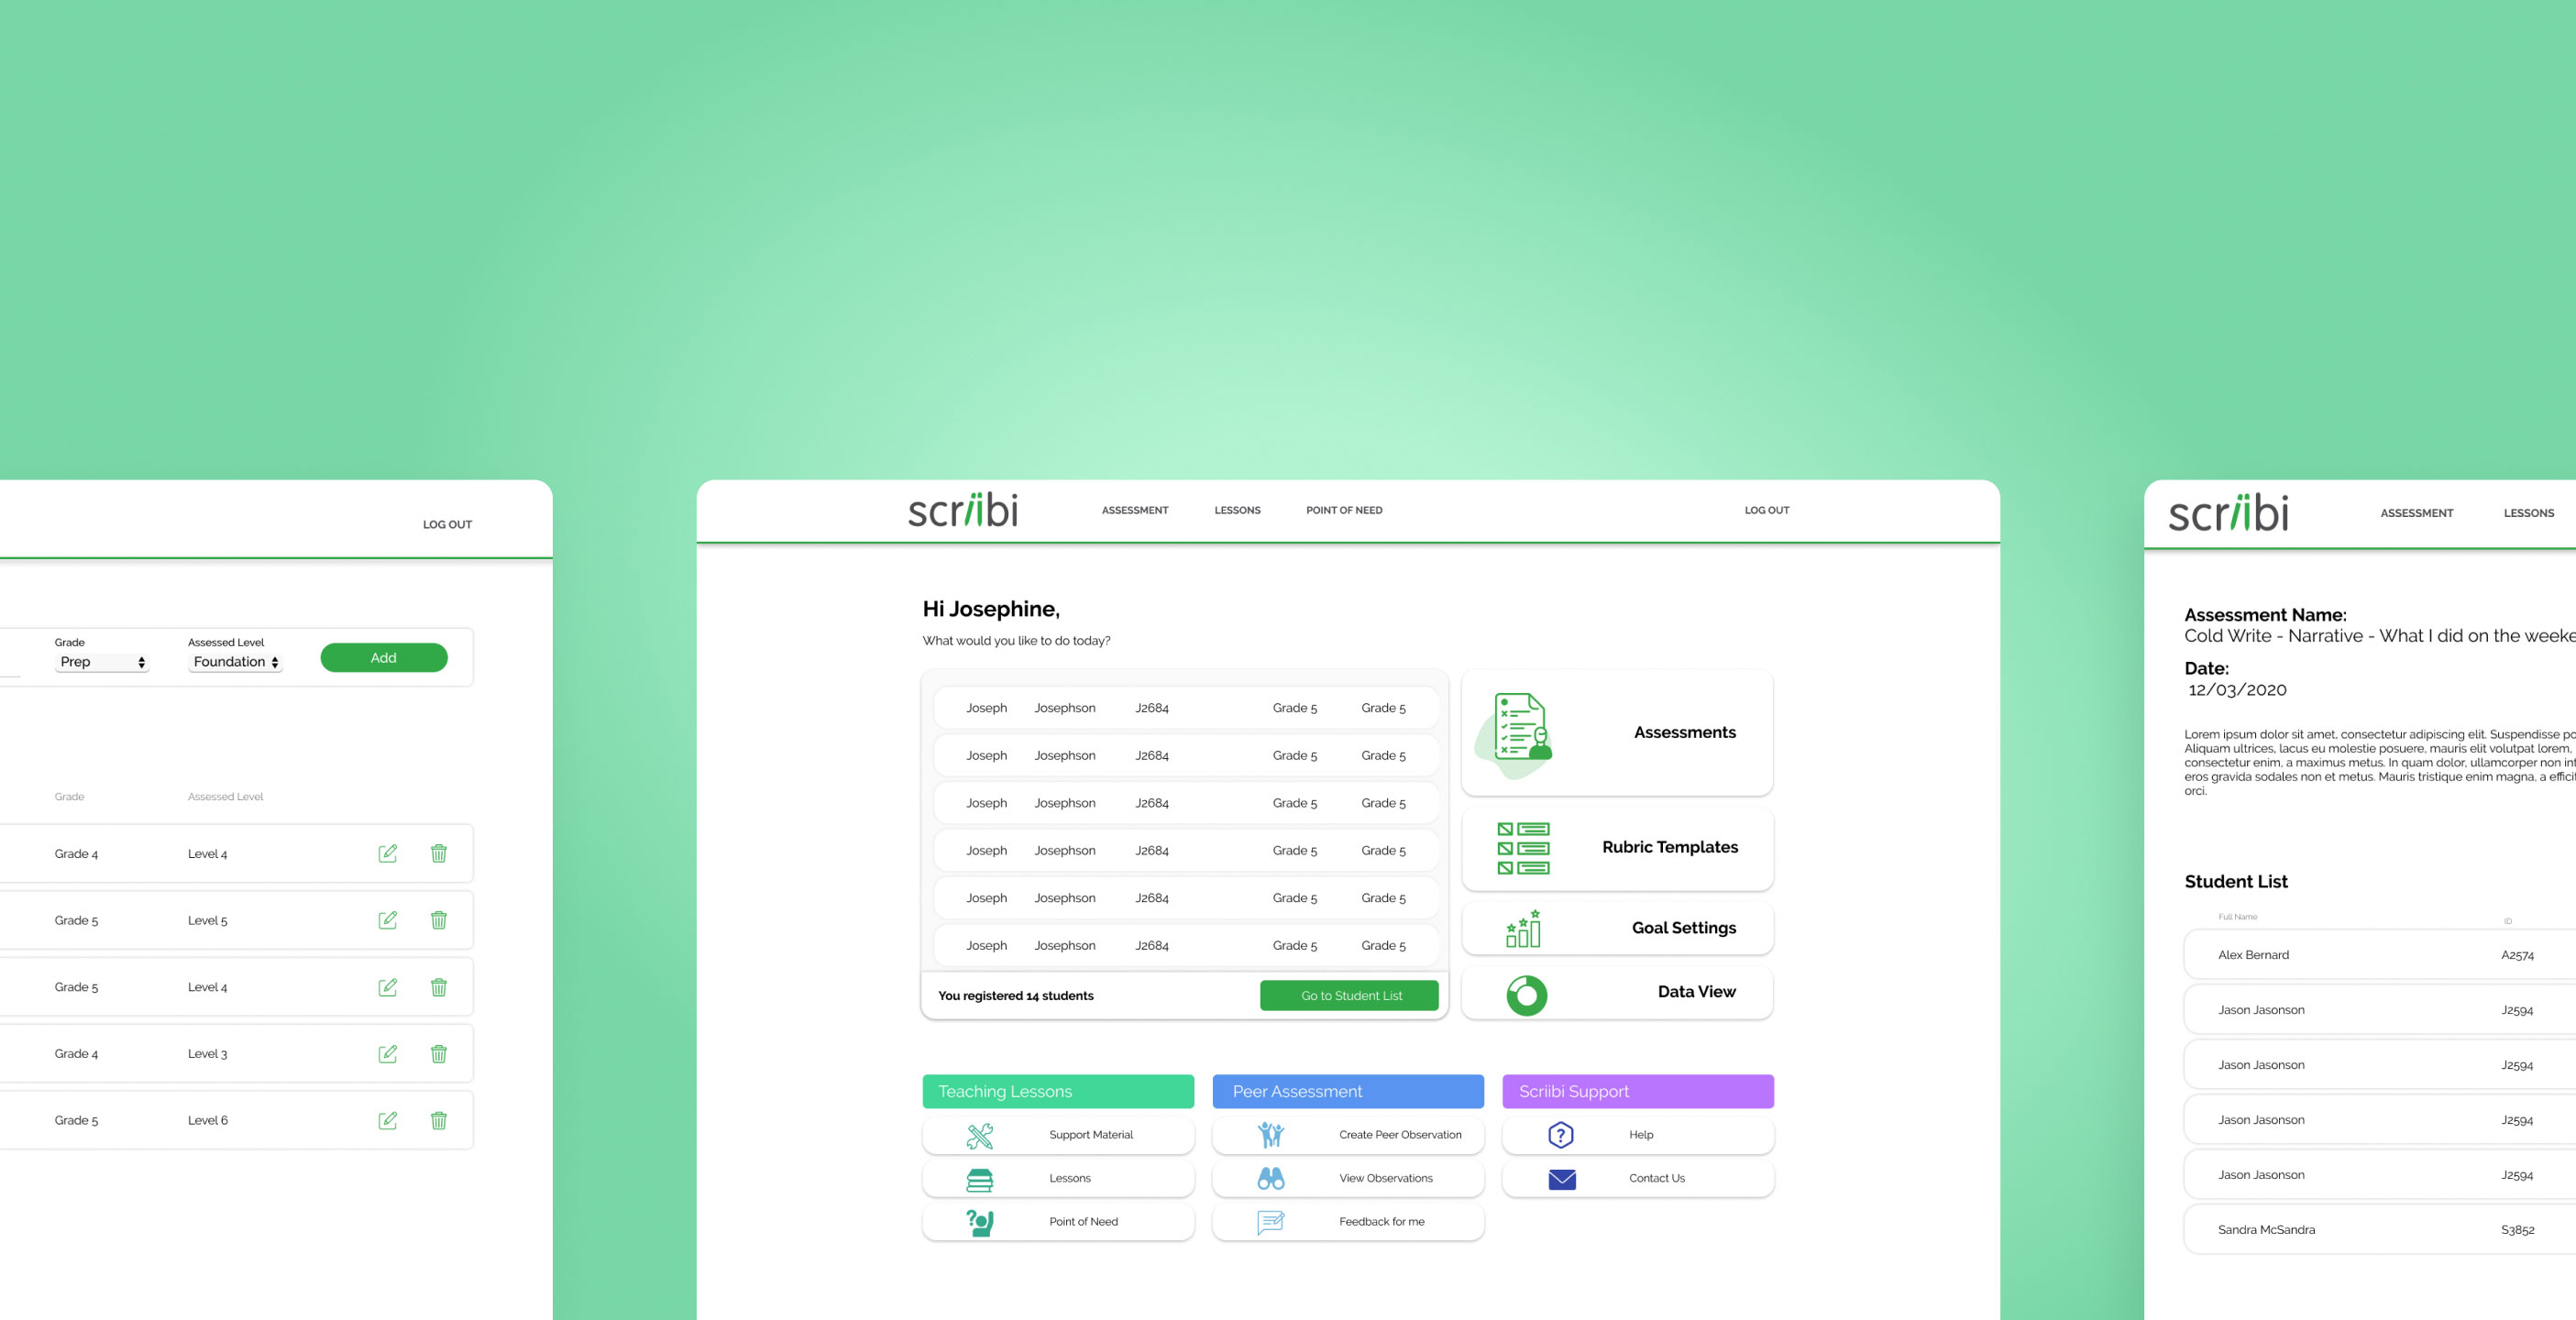 LOG OUT
Grade
Assessed Level
Prep
Foundation
Add
Grade
Assessed Level
Grade 4 Level 4
Grade 5 Level 5
Grade 5 Level 4
Grade 4 Level 3
Grade 5 Level 6
scriibi
ASSESSMENT LESSONS POINT OF NEED LOG OUT
Hi Josephine,
What would you like to do today?
Joseph Josephson J2684 Grade 5 Grade 5
Joseph Josephson J2684 Grade 5 Grade 5
Joseph Josephson J2684 Grade 5 Grade 5
Joseph Josephson J2684 Grade 5 Grade 5
Joseph Josephson J2684 Grade 5 Grade 5
Joseph Josephson J2684 Grade 5 Grade 5
You registered 14 students
Go to Student List
Assessments
Rubric Templates
Goal Settings
Data View
Teaching Lessons
Support Material
Lessons
Point of Need
Peer Assessment
Create Peer Observation
View Observations
Feedback for me
Scriibi Support
Help
Contact Us
scriibi
ASSESSMENT LESSONS
Assessment Name:
Cold Write - Narrative - What I did on the weeke
Date:
12/03/2020
Lorem ipsum dolor sit amet, consectetur adipiscing elit. Suspendisse po
Aliquam ultrices, lacus eu molestie posuere, mauris elit volutpat lorem,
consectetur enim, a maximus metus. In quam dolor, ullamcorper non int
eros gravida sodales non et metus. Mauris tristique enim magna, a effici
orci.
Student List
Full Name ID
Alex Bernard A2574
Jason Jasonson J2594
Jason Jasonson J2594
Jason Jasonson J2594
Jason Jasonson J2594
Sandra McSandra S3852